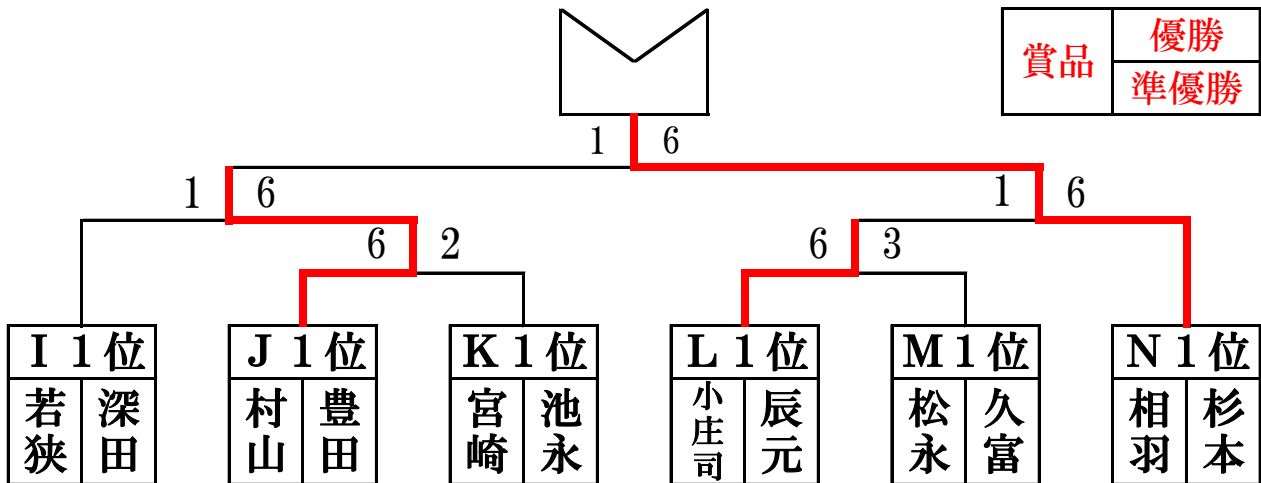 賞品
優勝
準優勝
1 6
1 6
1 6
6 2
6 3
I 1位
J 1位
K 1位
L 1位
M 1位
N 1位
若狭 深田
村山 豊田
宮崎 池永
小庄司 辰元
松永 久富
相羽 杉本